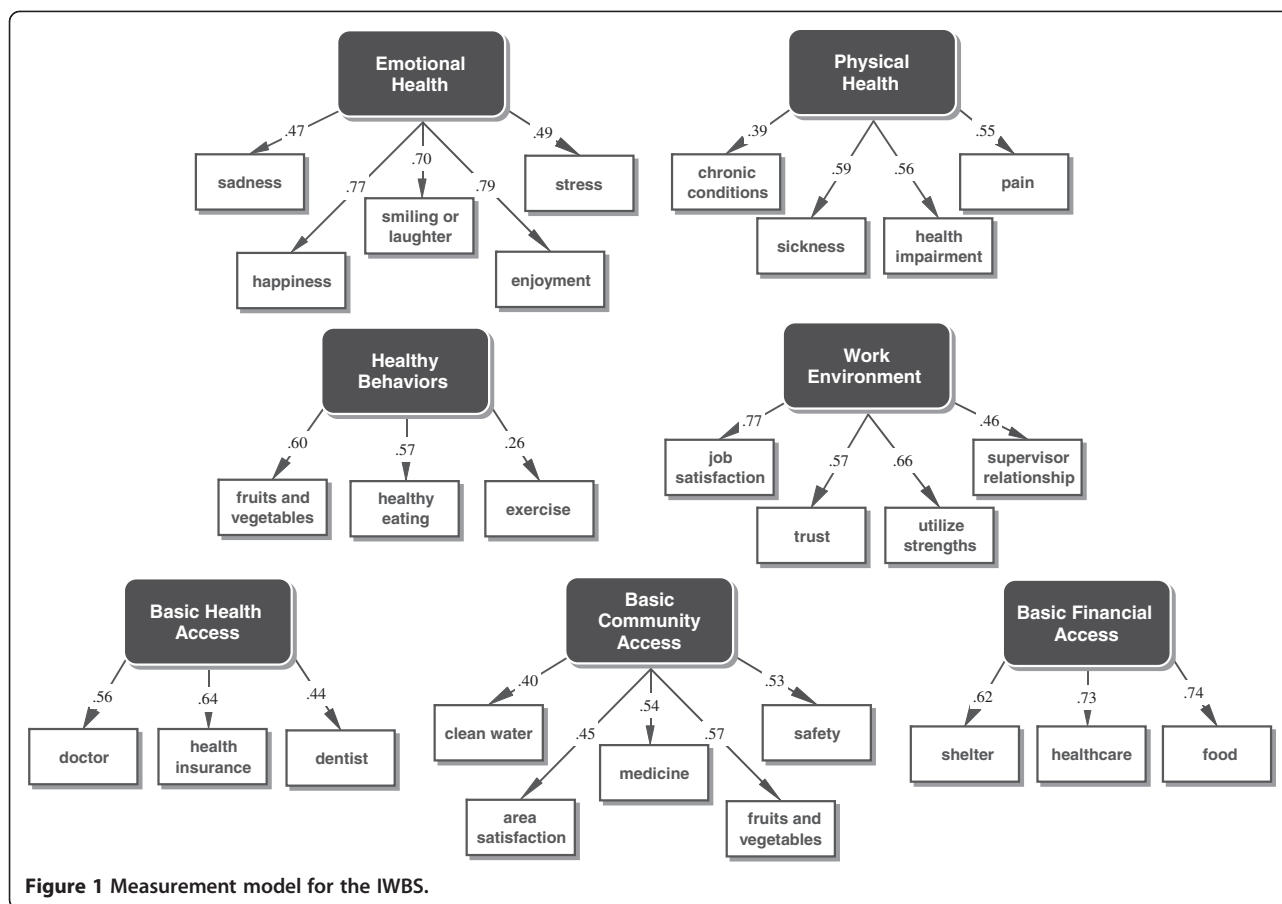 Emotional
Health
.47
.77
.70
.79
.49
sadness
happiness
smiling or
laughter
enjoyment
stress
Physical
Health
.39
.59
.56
.55
chronic
conditions
sickness
health
impairment
pain
Healthy
Behaviors
.60
.57
.26
fruits and
vegetables
healthy
eating
exercise
Work
Environment
.77
.57
.66
.46
job
satisfaction
trust
utilize
strengths
supervisor
relationship
Basic Health
Access
.56
.64
.44
doctor
health
insurance
dentist
Basic
Community
Access
.40
.45
.54
.57
.53
clean water
area
satisfaction
medicine
fruits and
vegetables
safety
Basic Financial
Access
.62
.73
.74
shelter
healthcare
food
Figure 1 Measurement model for the IWBS.